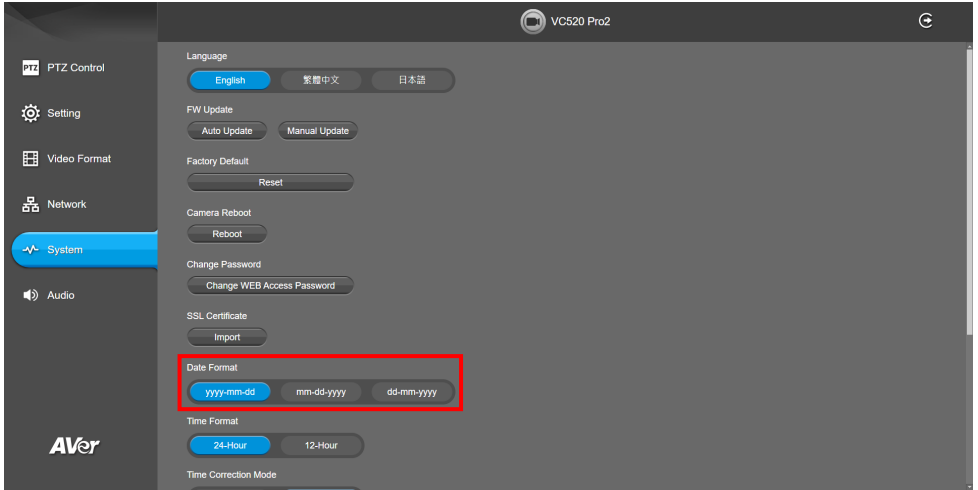 VC520 Pro2
PTZ PTZ Control
Setting
Video Format
Network
System
Audio
AVer
Language
English 繁體中文 日本語
FW Update
Auto Update Manual Update
Factory Default
Reset
Camera Reboot
Reboot
Change Password
Change WEB Access Password
SSL Certificate
Import
Date Format
yyyy-mm-dd mm-dd-yyyy dd-mm-yyyy
Time Format
24-Hour 12-Hour
Time Correction Mode